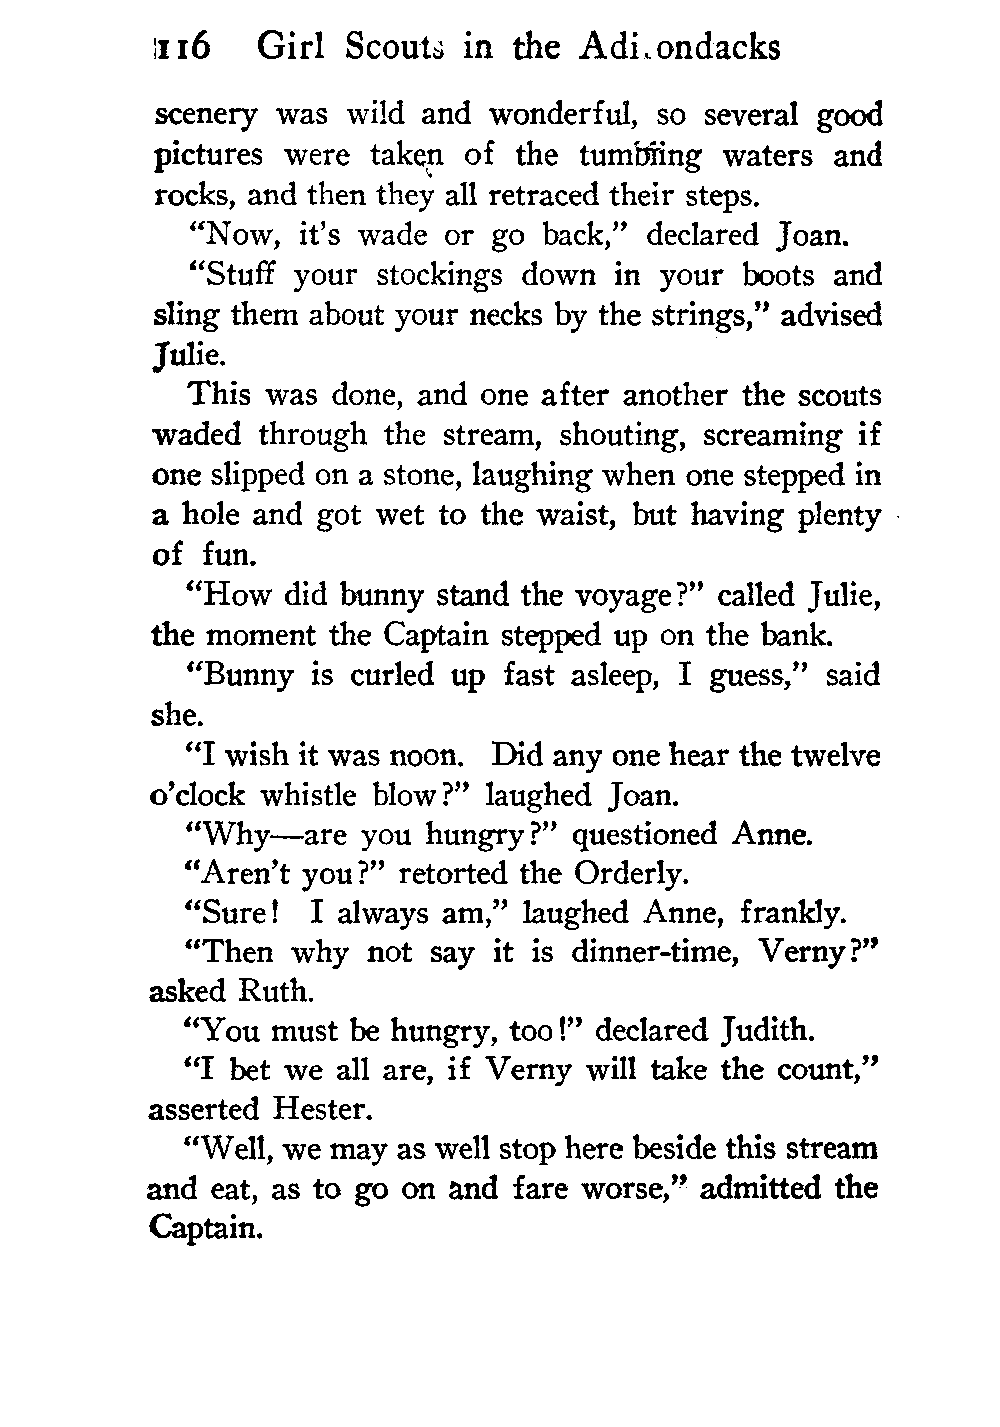 116 Girl Scouts in the Adirondacks
scenery was wild and wonderful, so several good
pictures were taken of the tumbling waters and
rocks, and then they all retraced their steps.
“Now, it’s wade or go back,” declared Joan.
“Stuff your stockings down in your boots and
sling them about your necks by the strings,” advised
Julie.
This was done, and one after another the scouts
waded through the stream, shouting, screaming if
one slipped on a stone, laughing when one stepped in
a hole and got wet to the waist, but having plenty
of fun.
“How did bunny stand the voyage?” called Julie,
the moment the Captain stepped up on the bank.
“Bunny is curled up fast asleep, I guess,” said
she.
“I wish it was noon. Did any one hear the twelve
o’clock whistle blow?” laughed Joan.
“Why—are you hungry?” questioned Anne.
“Aren’t you?” retorted the Orderly.
“Sure! I always am,” laughed Anne, frankly.
“Then why not say it is dinner-time, Verny?”
asked Ruth.
“You must be hungry, too!” declared Judith.
“I bet we all are, if Verny will take the count,”
asserted Hester.
“Well, we may as well stop here beside this stream
and eat, as to go on and fare worse,” admitted the
Captain.